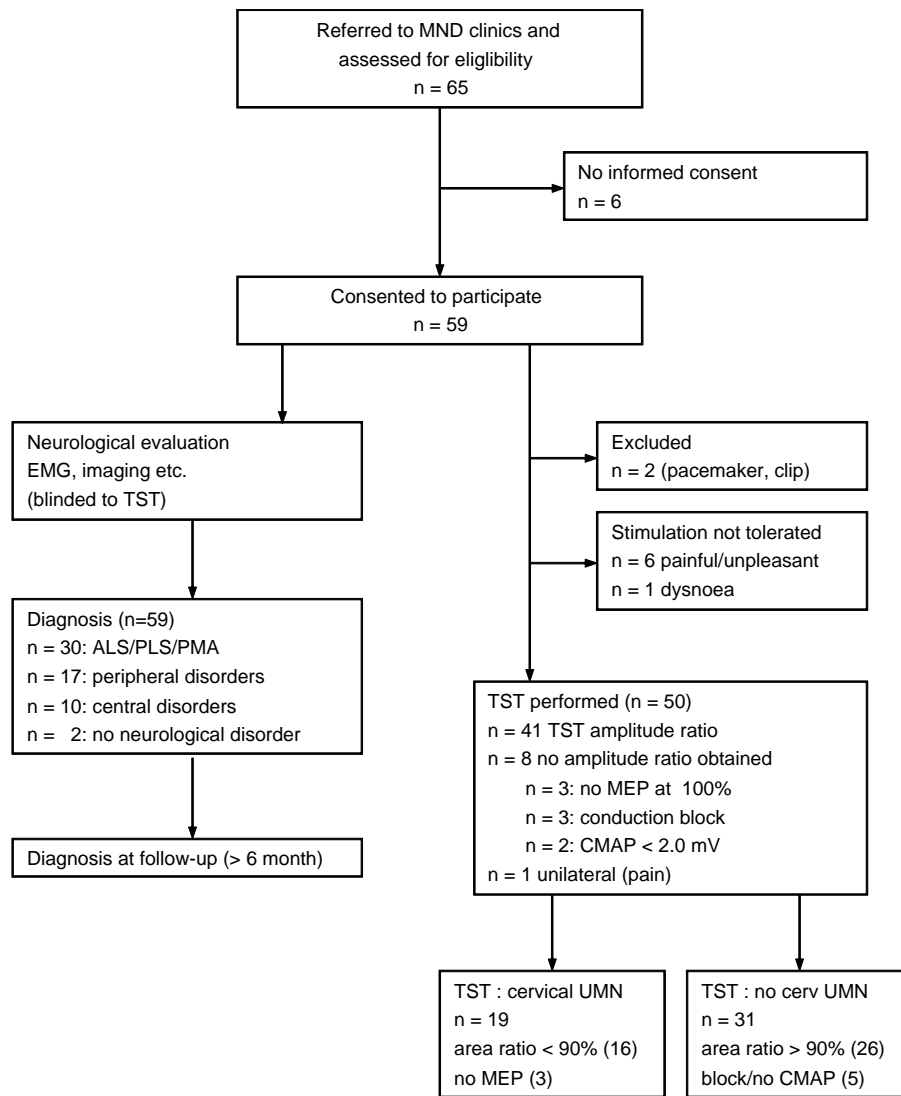 Referred to MND clinics and
assessed for eliglibility
n = 65
No informed consent
n = 6
Consented to participate
n = 59
Neurological evaluation
EMG, imaging etc.
(blinded to TST)
Excluded
n = 2 (pacemaker, clip)
Stimulation not tolerated
n = 6 painful/unpleasant
n = 1 dysnoea
Diagnosis (n=59)
n = 30: ALS/PLS/PMA
n = 17: peripheral disorders
n = 10: central disorders
n = 2: no neurological disorder
TST performed (n = 50)
n = 41 TST amplitude ratio
n = 8 no amplitude ratio obtained
n = 3: no MEP at 100%
n = 3: conduction block
n = 2: CMAP < 2.0 mV
n = 1 unilateral (pain)
Diagnosis at follow-up (> 6 month)
TST : cervical UMN
n = 19
area ratio < 90% (16)
no MEP (3)
TST : no cerv UMN
n = 31
area ratio > 90% (26)
block/no CMAP (5)